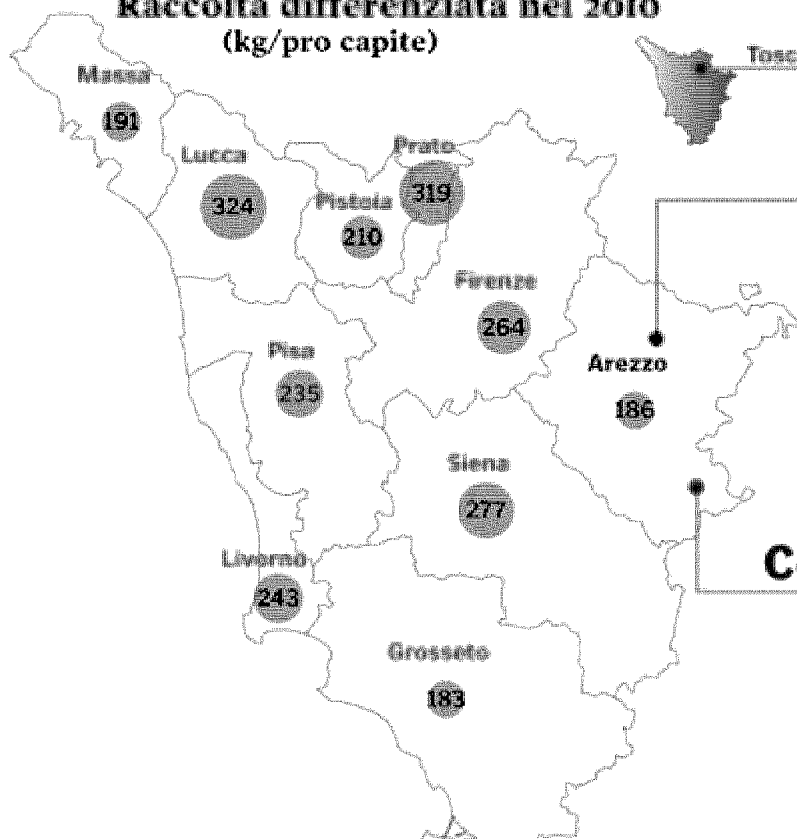 Raccolta differenziata nel 2010
(kg/pro capite)
Massa
191
Lucca
324
Pistoia
210
Prato
319
Firenze
264
Pisa
235
Arezzo
186
Siena
277
Livorno
243
Grosseto
183
Tosc
C